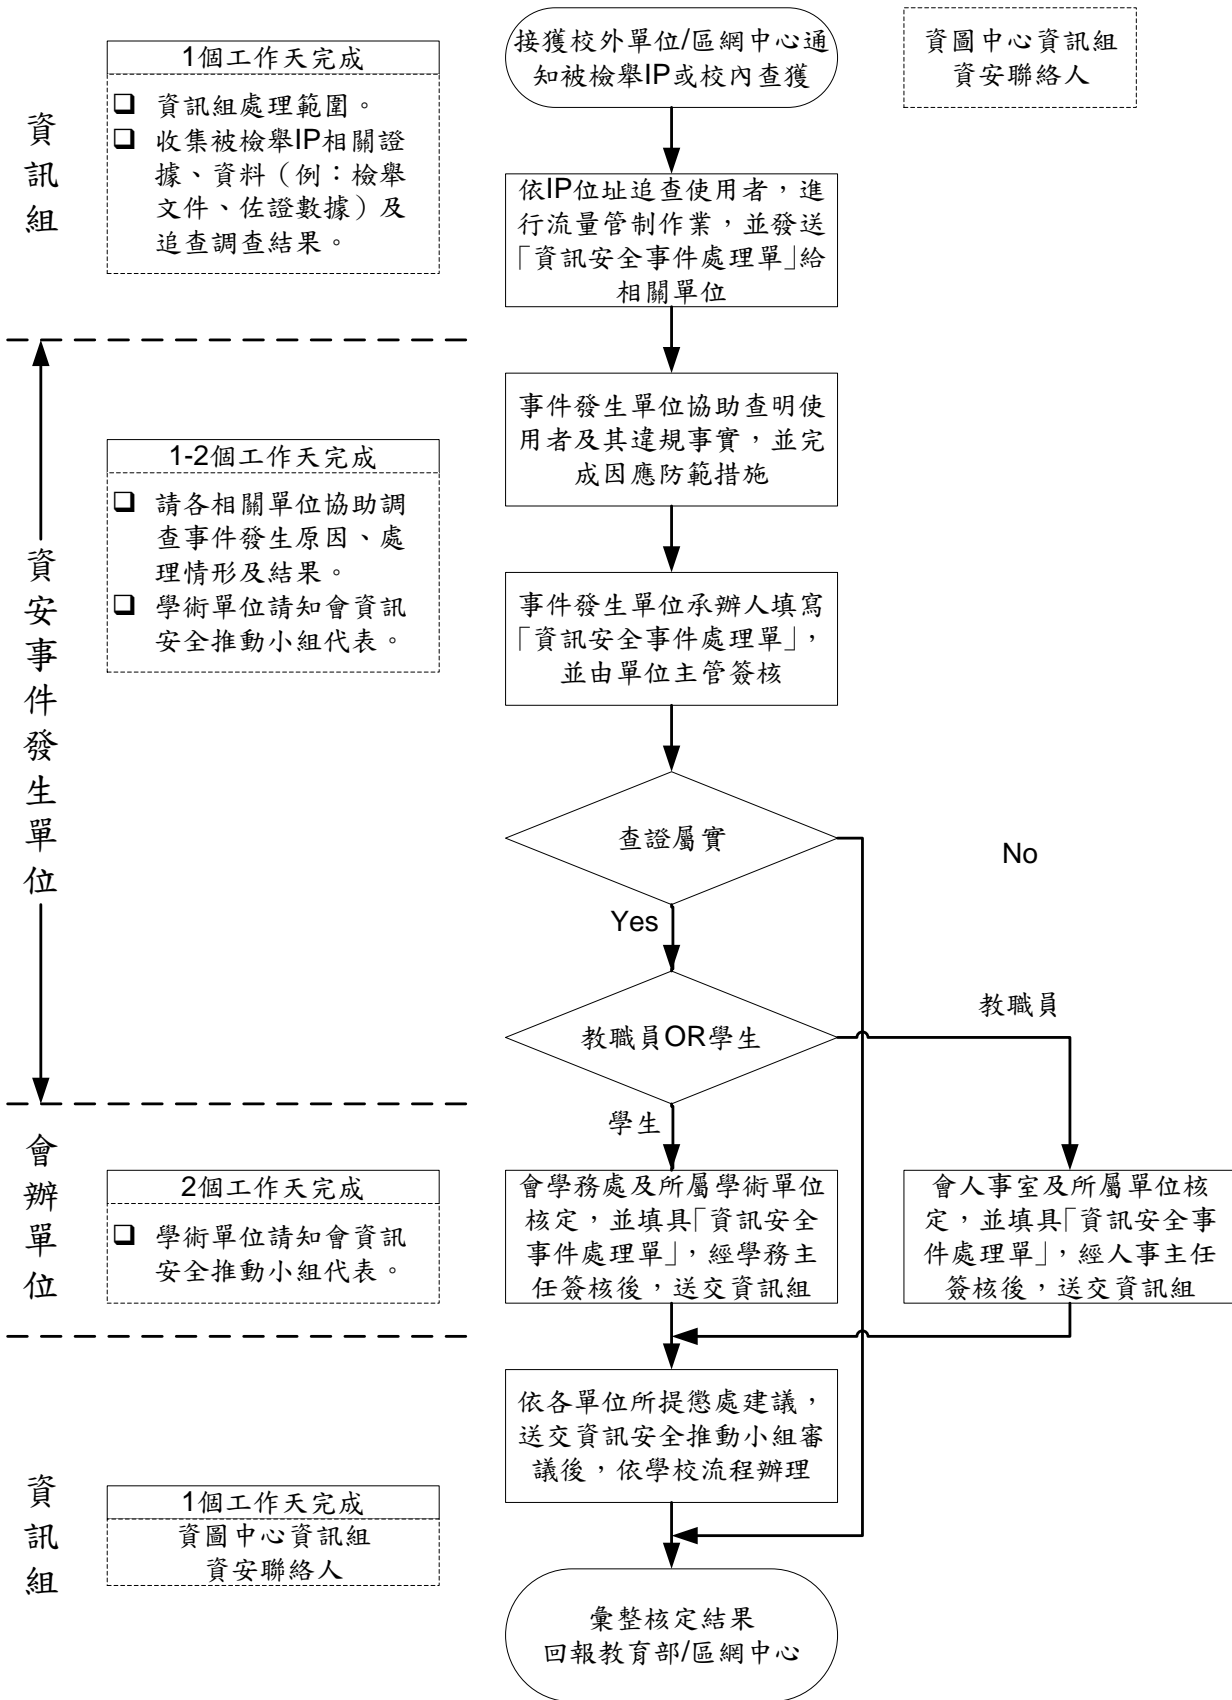 接獲校外單位/區網中心通
知被檢舉IP或校內查獲
資圖中心資訊組
資安聯絡人
資訊組
1個工作天完成
❑ 資訊組處理範圍。
❑ 收集被檢舉IP相關證
據、資料（例：檢舉
文件、佐證數據）及
追查調查結果。
依IP位址追查使用者，進
行流量管制作業，並發送
「資訊安全事件處理單」給
相關單位
資安事件發生單位
1-2個工作天完成
❑ 請各相關單位協助調
查事件發生原因、處
理情形及結果。
❑ 學術單位請知會資訊
安全推動小組代表。
事件發生單位協助查明使
用者及其違規事實，並完
成因應防範措施
事件發生單位承辦人填寫
「資訊安全事件處理單」，
並由單位主管簽核
查證屬實
No
Yes
教職員OR學生
教職員
學生
會辦單位
2個工作天完成
❑ 學術單位請知會資訊
安全推動小組代表。
會學務處及所屬學術單位
核定，並填具「資訊安全
事件處理單」，經學務主
任簽核後，送交資訊組
會人事室及所屬單位核
定，並填具「資訊安全事
件處理單」，經人事主任
簽核後，送交資訊組
依各單位所提懲處建議，
送交資訊安全推動小組審
議後，依學校流程辦理
資訊組
1個工作天完成
資圖中心資訊組
資安聯絡人
彙整核定結果
回報教育部/區網中心